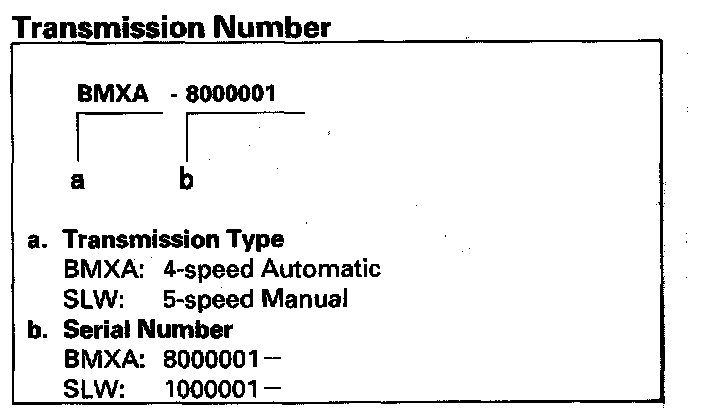 Transmission Number
BMXA - 8000001
a b
a. Transmission Type
BMXA: 4-speed Automatic
SLW: 5-speed Manual
b. Serial Number
BMXA: 8000001—
SLW: 1000001—